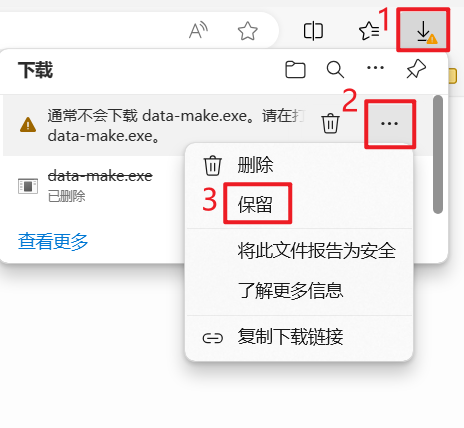 1
下载
2
通常不会下载 data-make.exe。请在打
data-make.exe。
删除
data-make.exe
已删除
3
保留
查看更多
将此文件报告为安全
了解更多信息
复制下载链接